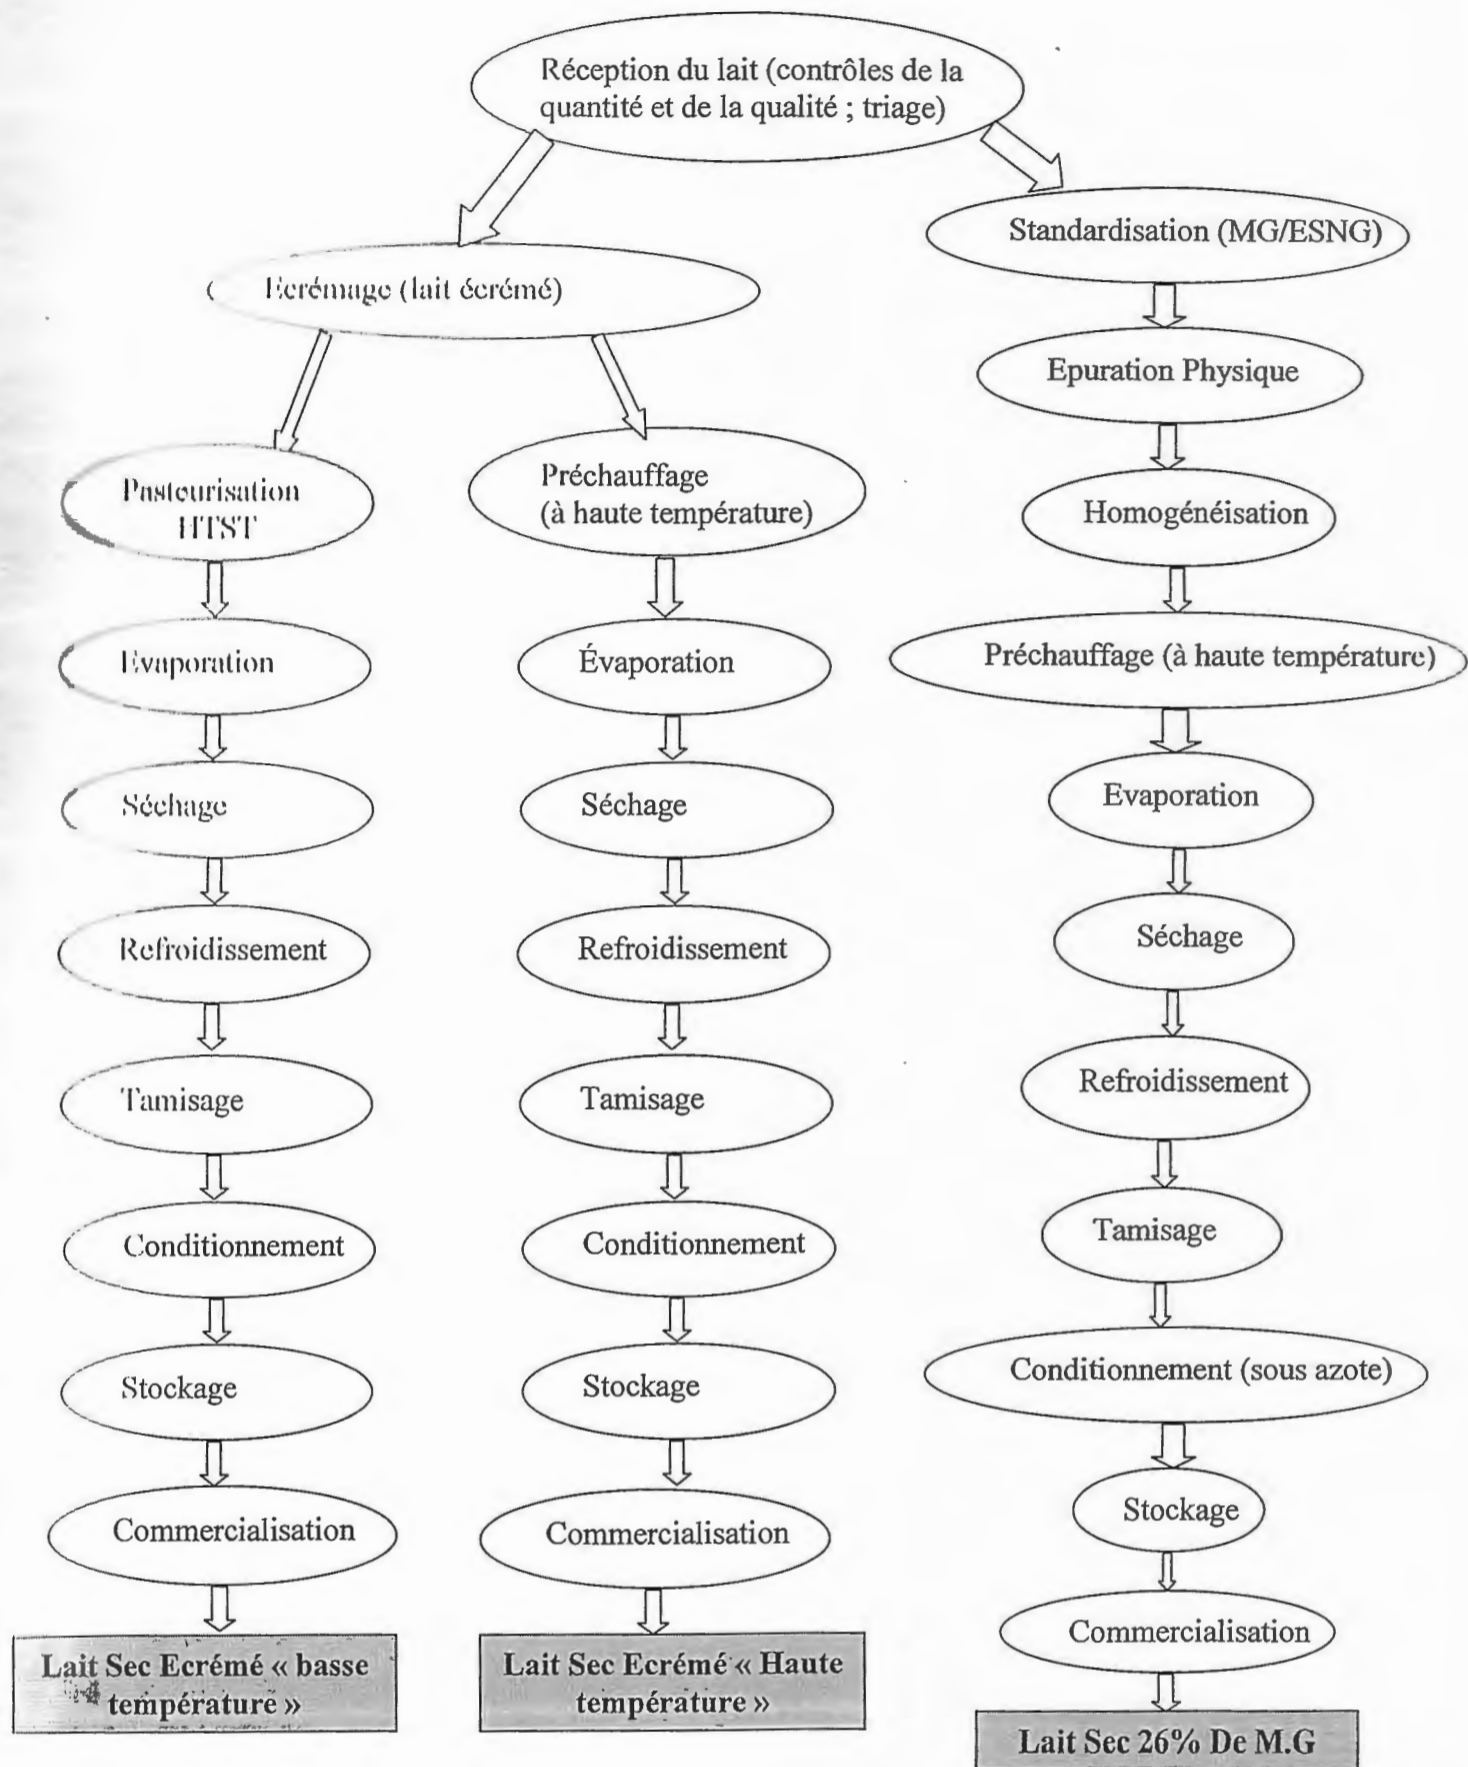 Réception du lait (contrôles de la
quantité et de la qualité ; triage)
Ecrémage (lait écrémé)
Pasteurisation
HTST
Evaporation
Séchage
Refroidissement
Tamisage
Conditionnement
Stockage
Commercialisation
Lait Sec Ecrémé « basse
température »
Préchauffage
(à haute température)
Évaporation
Séchage
Refroidissement
Tamisage
Conditionnement
Stockage
Commercialisation
Lait Sec Ecrémé « Haute
température »
Standardisation (MG/ESNG)
Epuration Physique
Homogénéisation
Préchauffage (à haute température)
Evaporation
Séchage
Refroidissement
Tamisage
Conditionnement (sous azote)
Stockage
Commercialisation
Lait Sec 26% De M.G